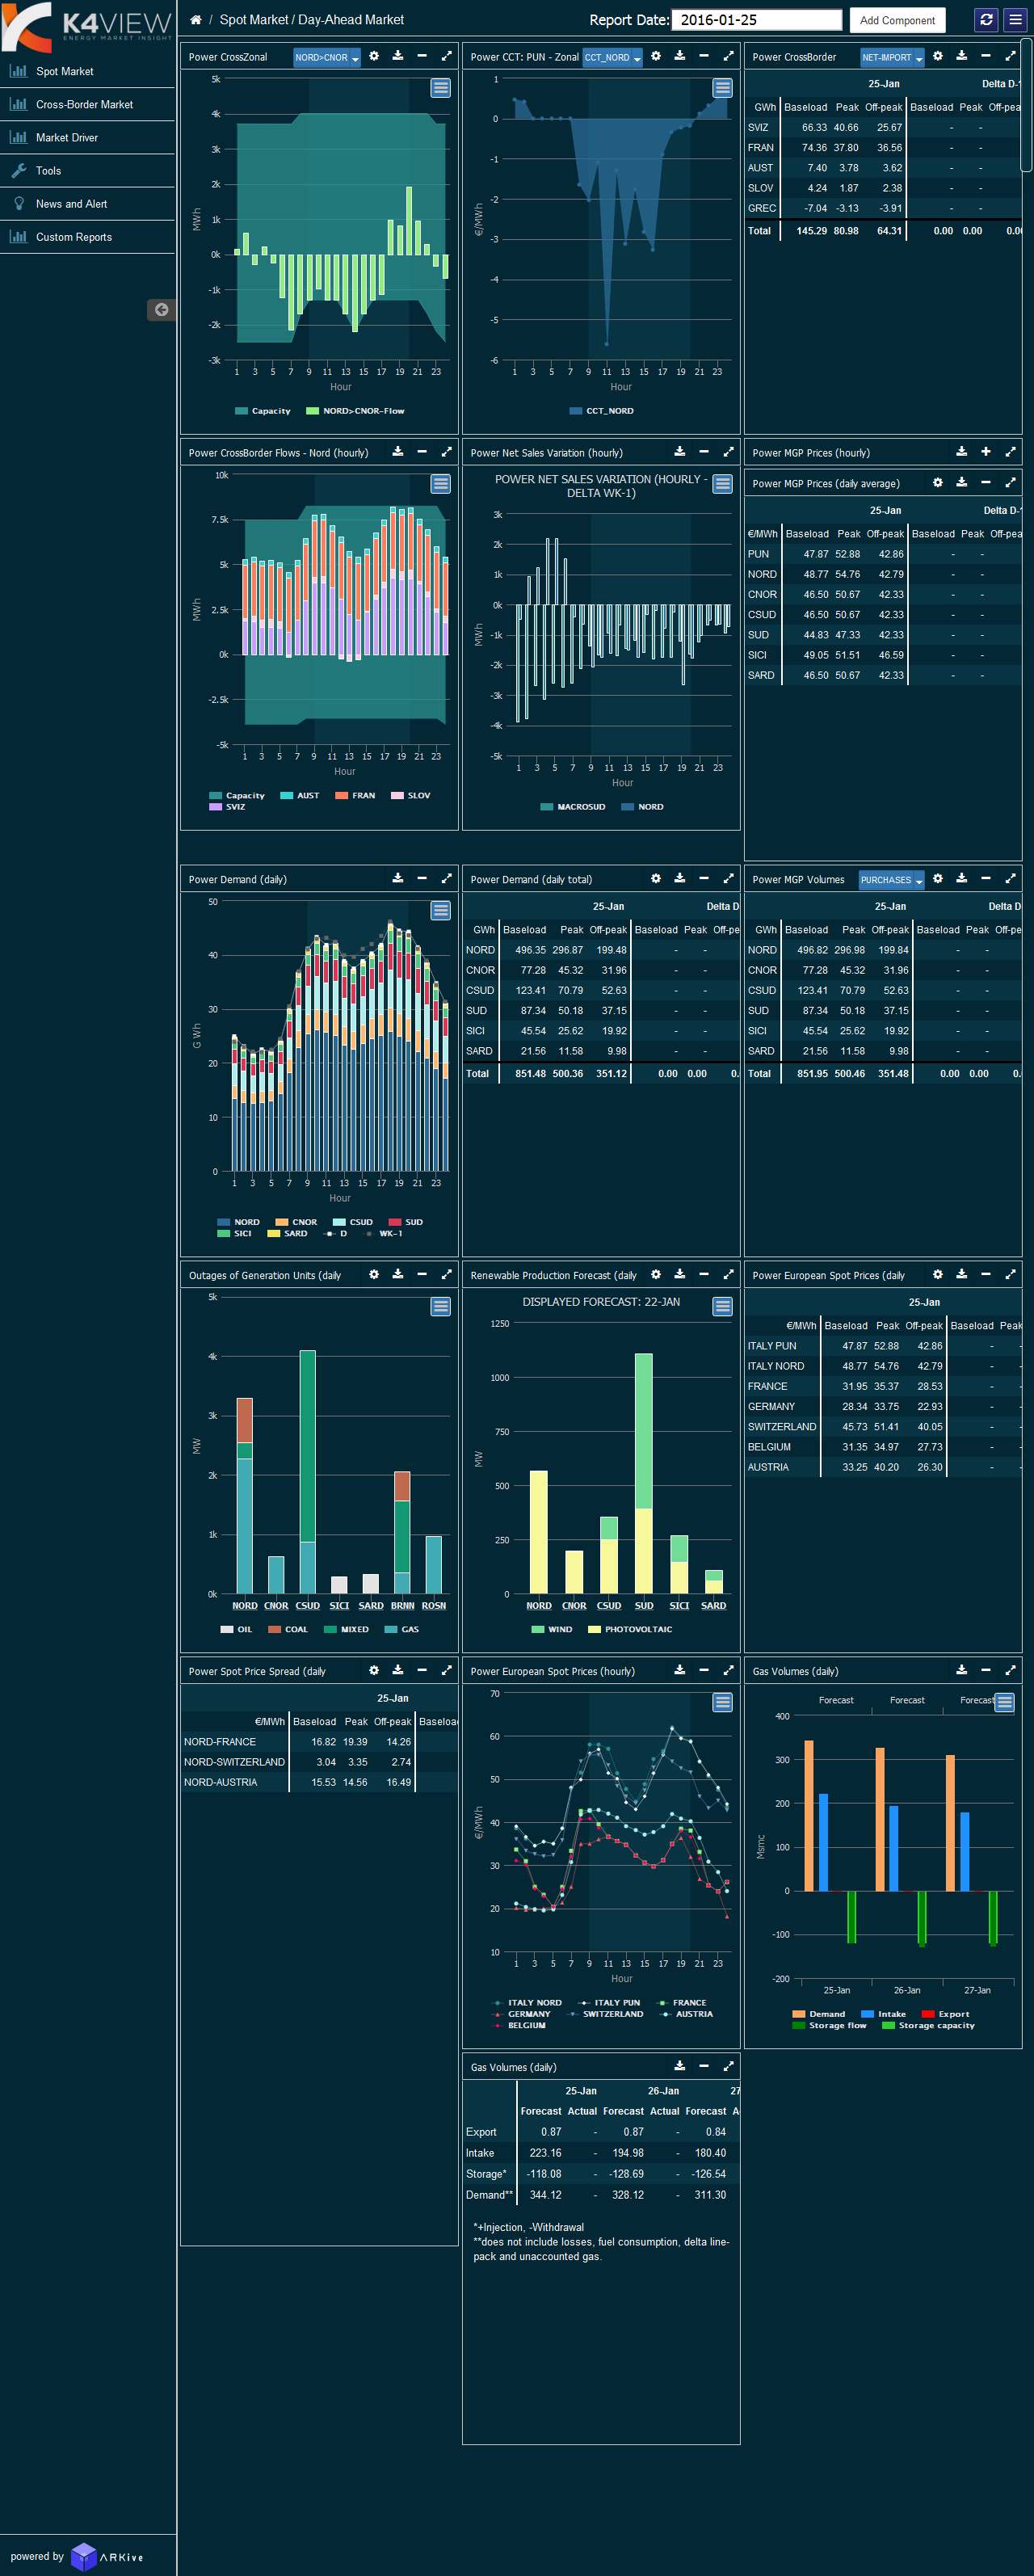 K4VIEW
ENERGY MARKET INSIGHT
/ Spot Market / Day-Ahead Market
Report Date: 2016-01-25 Add Component
Spot Market
Cross-Border Market
Market Driver
Tools
News and Alert
Custom Reports
Power CrossZonal NORD>CNOR
5k
4k
3k
2k
1k
0k
-1k
-2k
-3k
MWh
1 3 5 7 9 11 13 15 17 19 21 23
Hour
Capacity NORD>CNOR-Flow
Power CCT: PUN - Zonal CCT_NORD
1
0
-1
-2
-3
-4
-5
-6
€/MWh
1 3 5 7 9 11 13 15 17 19 21 23
Hour
CCT_NORD
Power CrossBorder NET-IMPORT
25-Jan Delta D-1
GWh Baseload Peak Off-peak Baseload Peak Off-pea
SVIZ 66.33 40.66 25.67 - -
FRAN 74.36 37.80 36.56 - -
AUST 7.40 3.78 3.62 - -
SLOV 4.24 1.87 2.38 - -
GREC -7.04 -3.13 -3.91 - -
Total 145.29 80.98 64.31 0.00 0.00 0.00
Power CrossBorder Flows - Nord (hourly)
10k
7.5k
5k
2.5k
0k
-2.5k
-5k
MWh
1 3 5 7 9 11 13 15 17 19 21 23
Hour
Capacity AUST FRAN SLOV
SVIZ
Power Net Sales Variation (hourly)
POWER NET SALES VARIATION (HOURLY -
DELTA WK-1)
3k
2k
1k
0k
-1k
-2k
-3k
-4k
-5k
MWh
1 3 5 7 9 11 13 15 17 19 21 23
Hour
MACROSUD NORD
Power MGP Prices (hourly)
Power MGP Prices (daily average)
25-Jan Delta D-1
€/MWh Baseload Peak Off-peak Baseload Peak Off-pea
PUN 47.87 52.88 42.86 - -
NORD 48.77 54.76 42.79 - -
CNOR 46.50 50.67 42.33 - -
CSUD 46.50 50.67 42.33 - -
SUD 44.83 47.33 42.33 - -
SICI 49.05 51.51 46.59 - -
SARD 46.50 50.67 42.33 - -
Power Demand (daily)
50
40
30
20
10
0
G Wh
1 3 5 7 9 11 13 15 17 19 21 23
Hour
NORD CNOR CSUD SUD
SICI SARD D WK-1
Power Demand (daily total)
25-Jan Delta D
GWh Baseload Peak Off-peak Baseload Peak Off-pe
NORD 496.35 296.87 199.48 - -
CNOR 77.28 45.32 31.96 - -
CSUD 123.41 70.79 52.63 - -
SUD 87.34 50.18 37.15 - -
SICI 45.54 25.62 19.92 - -
SARD 21.56 11.58 9.98 - -
Total 851.48 500.36 351.12 0.00 0.00 0.
Power MGP Volumes PURCHASES
25-Jan Delta D
GWh Baseload Peak Off-peak Baseload Peak Off-pe
NORD 496.82 296.98 199.84 - -
CNOR 77.28 45.32 31.96 - -
CSUD 123.41 70.79 52.63 - -
SUD 87.34 50.18 37.15 - -
SICI 45.54 25.62 19.92 - -
SARD 21.56 11.58 9.98 - -
Total 851.95 500.46 351.48 0.00 0.00 0.
Outages of Generation Units (daily
5k
4k
3k
2k
1k
0k
MW
NORD CNOR CSUD SICI SARD BRNN ROSN
OIL COAL MIXED GAS
Renewable Production Forecast (daily
DISPLAYED FORECAST: 22-JAN
1250
1000
750
500
250
0
MW
NORD CNOR CSUD SUD SICI SARD
WIND PHOTOVOLTAIC
Power European Spot Prices (daily
25-Jan
€/MWh Baseload Peak Off-peak Baseload Peak
ITALY PUN 47.87 52.88 42.86 - -
ITALY NORD 48.77 54.76 42.79 - -
FRANCE 31.95 35.37 28.53 - -
GERMANY 28.34 33.75 22.93 - -
SWITZERLAND 45.73 51.41 40.05 - -
BELGIUM 31.35 34.97 27.73 - -
AUSTRIA 33.25 40.20 26.30 - -
Power Spot Price Spread (daily
25-Jan
€/MWh Baseload Peak Off-peak Baseload
NORD-FRANCE 16.82 19.39 14.26
NORD-SWITZERLAND 3.04 3.35 2.74
NORD-AUSTRIA 15.53 14.56 16.49
Power European Spot Prices (hourly)
70
60
50
40
30
20
10
€/MWh
1 3 5 7 9 11 13 15 17 19 21 23
Hour
ITALY NORD ITALY PUN FRANCE
GERMANY SWITZERLAND AUSTRIA
BELGIUM
Gas Volumes (daily)
Forecast Forecast Forecast
400
300
200
100
0
-100
-200
Msmc
25-Jan 26-Jan 27-Jan
Demand Intake Export
Storage flow Storage capacity
Gas Volumes (daily)
25-Jan 26-Jan 27
Forecast Actual Forecast Actual Forecast A
Export 0.87 - 0.87 - 0.84
Intake 223.16 - 194.98 - 180.40
Storage* -118.08 - -128.69 - -126.54
Demand** 344.12 - 328.12 - 311.30
*+Injection, -Withdrawal
**does not include losses, fuel consumption, delta line-
pack and unaccounted gas.
powered by ARKive